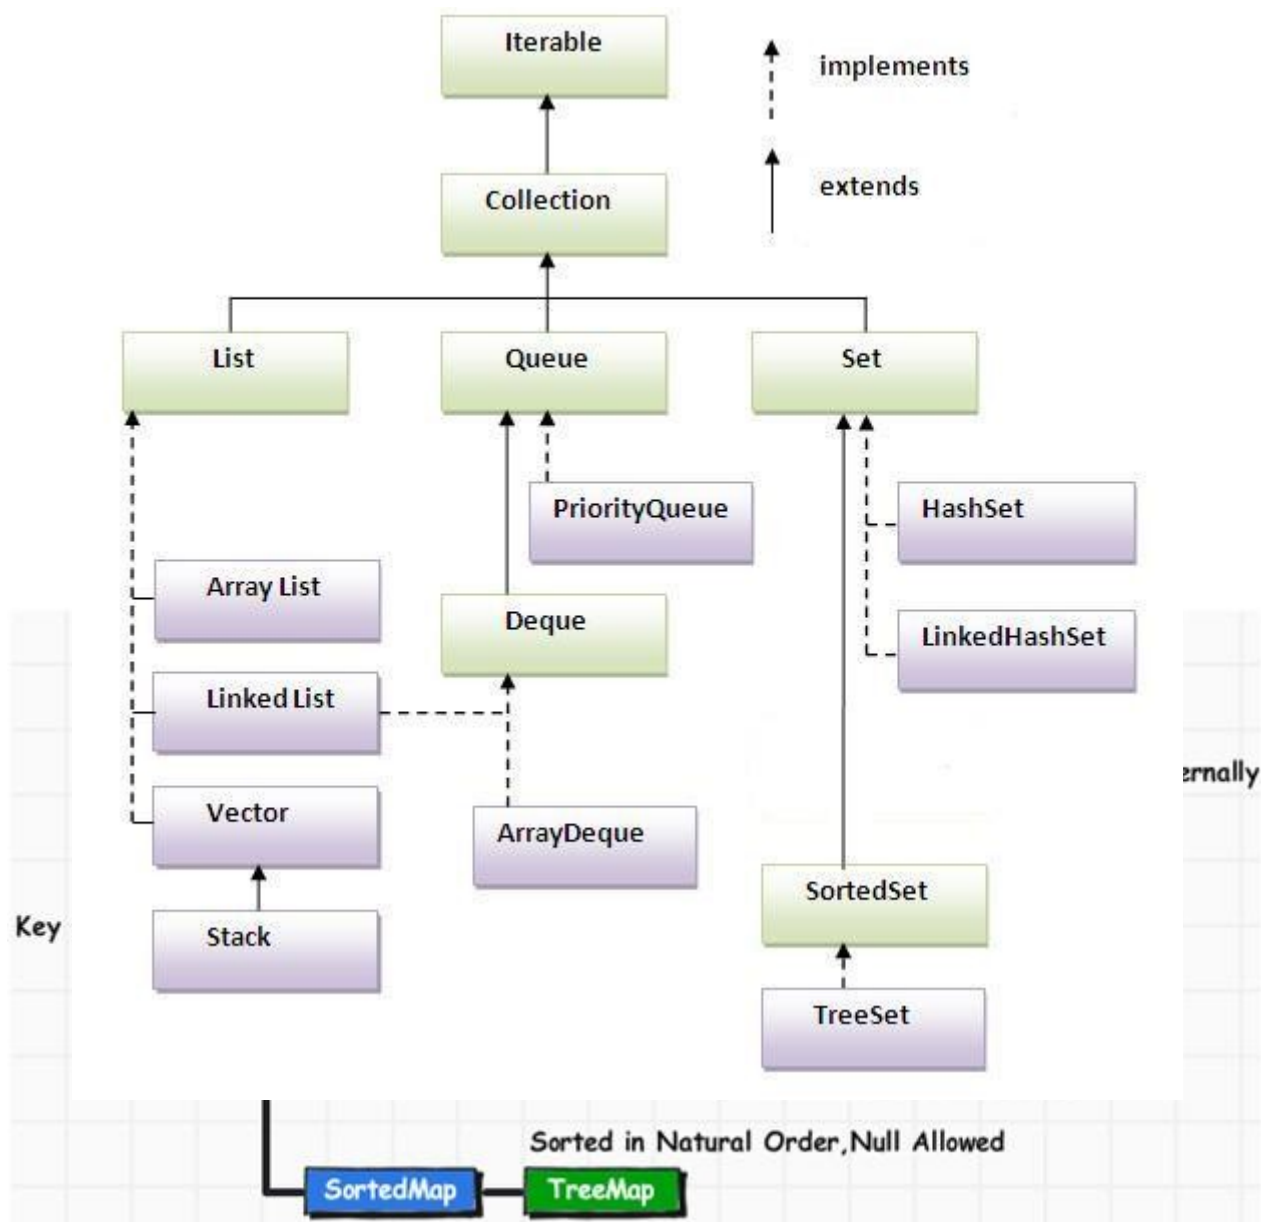 Iterable
implements
Collection
extends
List
Queue
Set
PriorityQueue
HashSet
Array List
Deque
LinkedHashSet
Linked List
ernally
Vector
ArrayDeque
SortedSet
Key
Stack
TreeSet
Sorted in Natural Order,Null Allowed
SortedMap
TreeMap